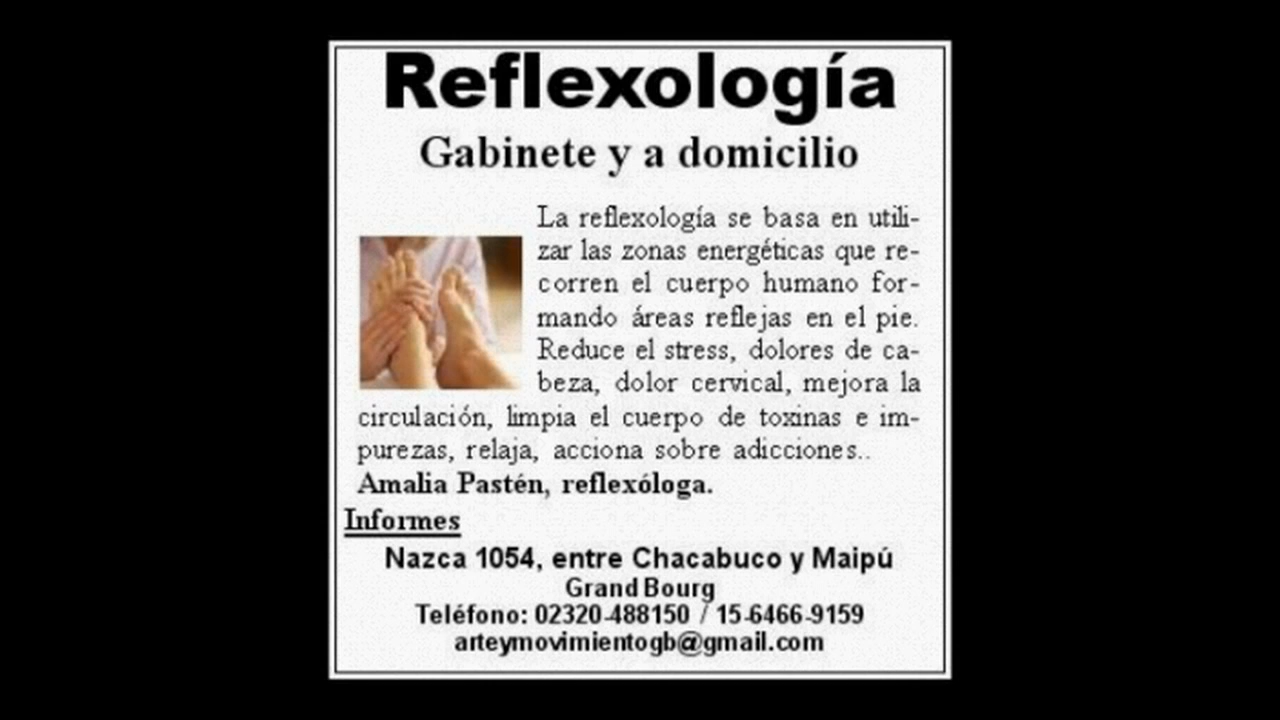 Reflexología
Gabinete y a domicilio
La reflexología se basa en utili-
zar las zonas energéticas que re-
corren el cuerpo humano for-
mando áreas reflejas en el pie.
Reduce el stress, dolores de ca-
beza, dolor cervical, mejora la
circulación, limpia el cuerpo de toxinas e im-
purezas, relaja, acciona sobre adicciones..
Amalia Pastén, reflexóloga.
Informes
Nazca 1054, entre Chacabuco y Maipú
Grand Bourg
Teléfono: 02320-488150 / 15-6466-9159
arteymovimientogb@gmail.com